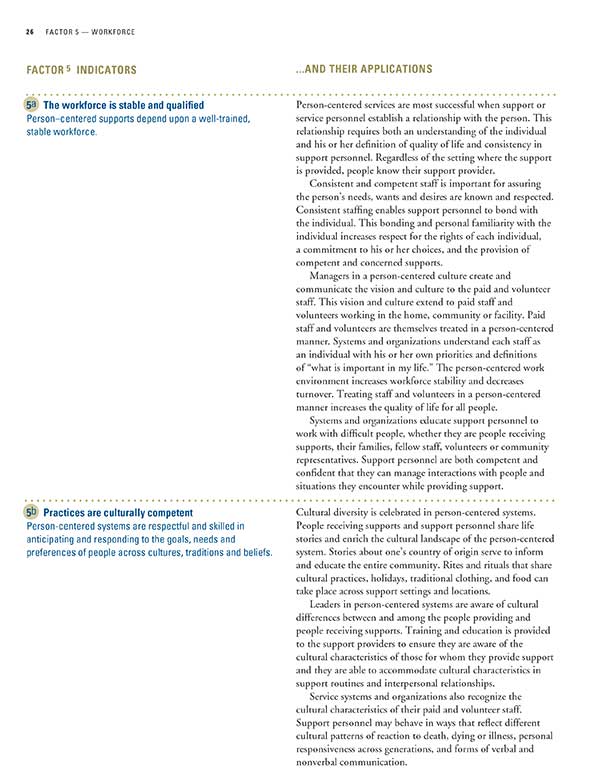 26 FACTOR 5 — WORKFORCE
FACTOR 5 INDICATORS
...AND THEIR APPLICATIONS
5a The workforce is stable and qualified
Person–centered supports depend upon a well-trained,
stable workforce.
Person-centered services are most successful when support or
service personnel establish a relationship with the person. This
relationship requires both an understanding of the individual
and his or her definition of quality of life and consistency in
support personnel. Regardless of the setting where the support
is provided, people know their support provider.
Consistent and competent staff is important for assuring
the person's needs, wants and desires are known and respected.
Consistent staffing enables support personnel to bond with
the individual. This bonding and personal familiarity with the
individual increases respect for the rights of each individual,
a commitment to his or her choices, and the provision of
competent and concerned supports.
Managers in a person-centered culture create and
communicate the vision and culture to the paid and volunteer
staff. This vision and culture extend to paid staff and
volunteers working in the home, community or facility. Paid
staff and volunteers are themselves treated in a person-centered
manner. Systems and organizations understand each staff as
an individual with his or her own priorities and definitions
of "what is important in my life." The person-centered work
environment increases workforce stability and decreases
turnover. Treating staff and volunteers in a person-centered
manner increases the quality of life for all people.
Systems and organizations educate support personnel to
work with difficult people, whether they are people receiving
supports, their families, fellow staff, volunteers or community
representatives. Support personnel are both competent and
confident that they can manage interactions with people and
situations they encounter while providing support.
5b Practices are culturally competent
Person-centered systems are respectful and skilled in
anticipating and responding to the goals, needs and
preferences of people across cultures, traditions and beliefs.
Cultural diversity is celebrated in person-centered systems.
People receiving supports and support personnel share life
stories and enrich the cultural landscape of the person-centered
system. Stories about one's country of origin serve to inform
and educate the entire community. Rites and rituals that share
cultural practices, holidays, traditional clothing, and food can
take place across support settings and locations.
Leaders in person-centered systems are aware of cultural
differences between and among the people providing and
people receiving supports. Training and education is provided
to the support providers to ensure they are aware of the
cultural characteristics of those for whom they provide support
and they are able to accommodate cultural characteristics in
support routines and interpersonal relationships.
Service systems and organizations also recognize the
cultural characteristics of their paid and volunteer staff.
Support personnel may behave in ways that reflect different
cultural patterns of reaction to death, dying or illness, personal
responsiveness across generations, and forms of verbal and
nonverbal communication.